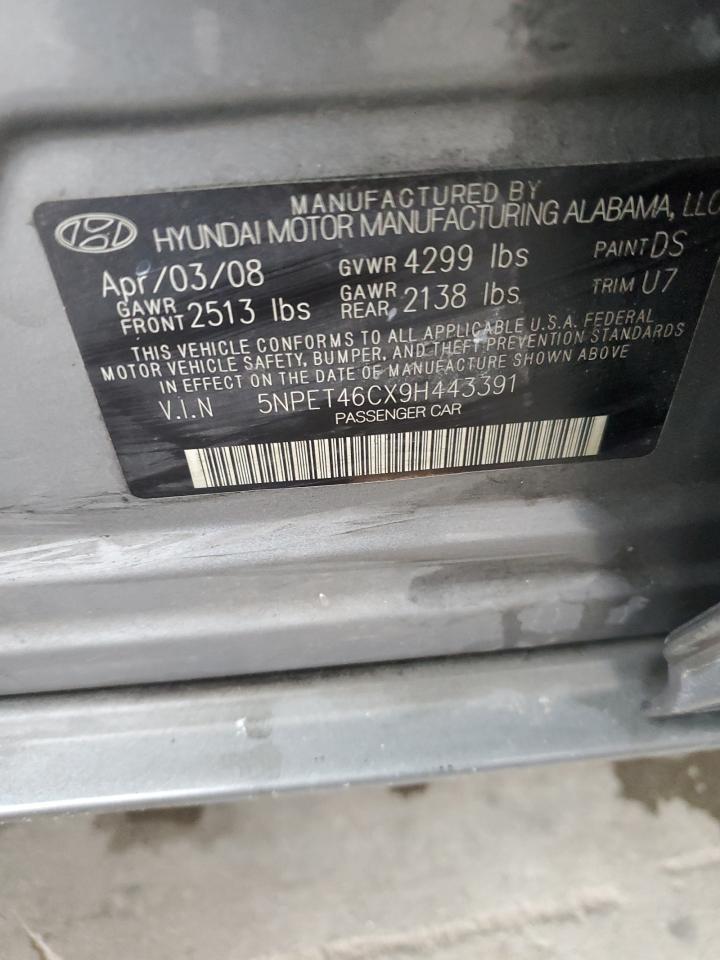 MANUFACTURED BY
HYUNDAI MOTOR MANUFACTURING ALABAMA, LLC
Apr/03/08 GVWR 4299 lbs PAINT DS
GAWR FRONT 2513 lbs GAWR REAR 2138 lbs TRIM U7
THIS VEHICLE CONFORMS TO ALL APPLICABLE U.S.A. FEDERAL
MOTOR VEHICLE SAFETY, BUMPER, AND THEFT PREVENTION STANDARDS
IN EFFECT ON THE DATE OF MANUFACTURE SHOWN ABOVE
V.I.N 5NPET46CX9H443391
PASSENGER CAR